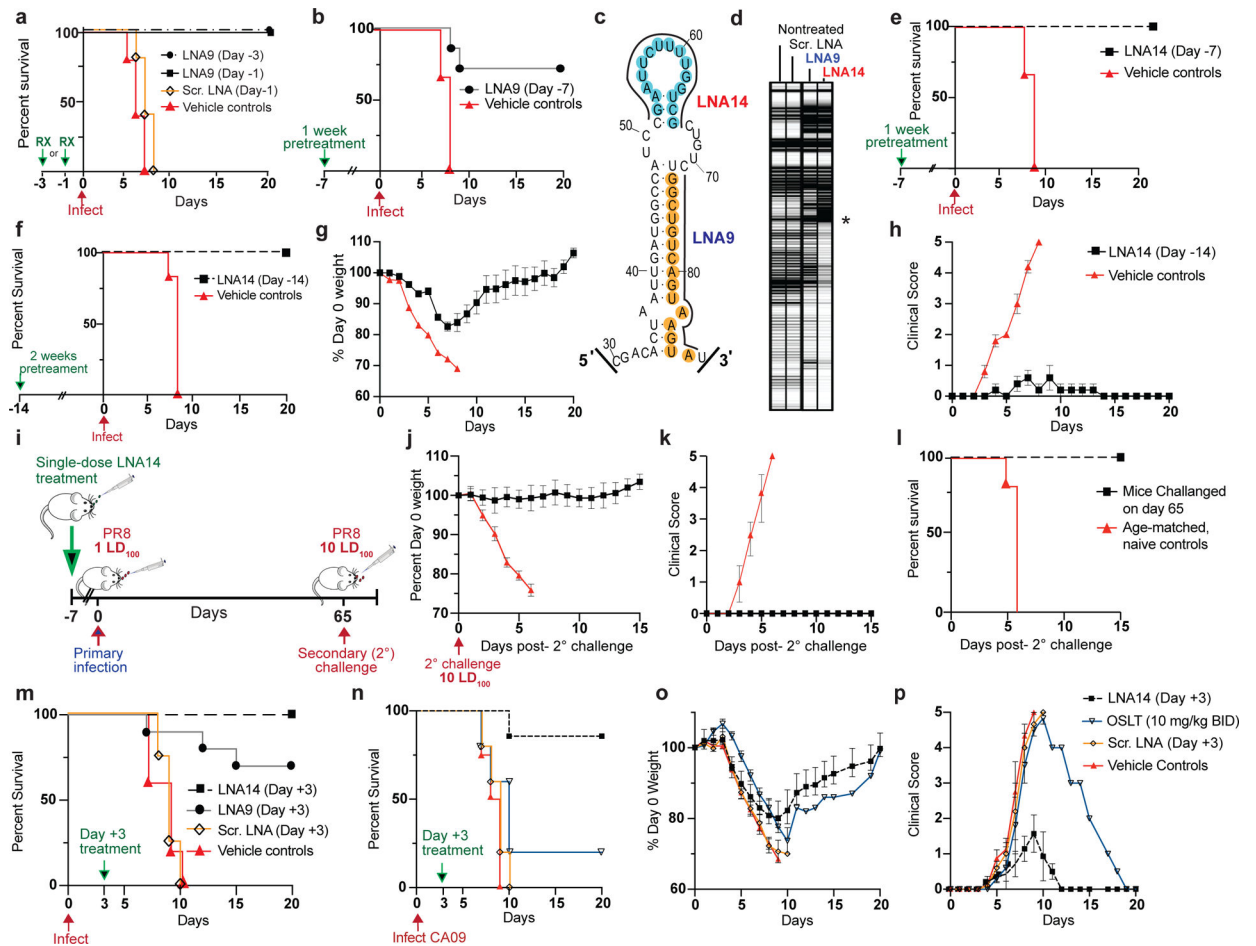 a
Percent survival
100
50
LNA9 (Day -3)
LNA9 (Day -1)
Scr. LNA (Day-1)
Vehicle controls
RX or RX
-3 -1 0 5 10 20
Infect
Days
b
Percent survival
100
50
LNA9 (Day -7)
Vehicle controls
1 week
pretreatment
-7 0 5 10 15 20
Infect
Days
c
60
LNA14
50
70
LNA9
40
80
30
5'
3'
CGACA
d
Nontreated
Scr. LNA
LNA9
LNA14
*
e
Percent survival
100
50
LNA14 (Day -7)
Vehicle controls
1 week
pretreatment
-7 0 5 10 15 20
Infect
Days
f
Percent Survival
100
50
LNA14 (Day -14)
Vehicle controls
2 weeks
pretreament
-14 0 5 10 15 20
Infect
Days
g
% Day 0 weight
110
100
90
80
70
60
0 5 10 15 20
Days
h
Clinical Score
5
4
3
2
1
0
LNA14 (Day -14)
Vehicle controls
0 5 10 15 20
Days
i
Single-dose LNA14
treatment
PR8
1 LD100
PR8
10 LD100
Days
-7 0 65
Primary
infection
Secondary (2°)
challenge
j
Percent Day 0 weight
110
100
90
80
70
0 5 10 15
Days post- 2° challenge
2° challenge
10 LD100
k
Clinical Score
5
4
3
2
1
0
0 5 10 15
Days post- 2° challenge
l
Percent survival
100
50
0
Mice Challanged
on day 65
Age-matched,
naive controls
0 5 10 15
Days post- 2° challenge
m
Percent Survival
100
50
0
LNA14 (Day +3)
LNA9 (Day +3)
Scr. LNA (Day +3)
Vehicle controls
Day +3
treatment
0 3 5 10 15 20
Infect
Days
n
Percent Survival
100
50
0
Day +3
treatment
0 3 5 10 15 20
Infect CA09
Days
o
% Day 0 Weight
100
80
60
0 5 10 15 20
Days
p
Clinical Score
5
4
3
2
1
0
LNA14 (Day +3)
OSLT (10 mg/kg BID)
Scr. LNA (Day +3)
Vehicle Controls
0 5 10 15 20
Days